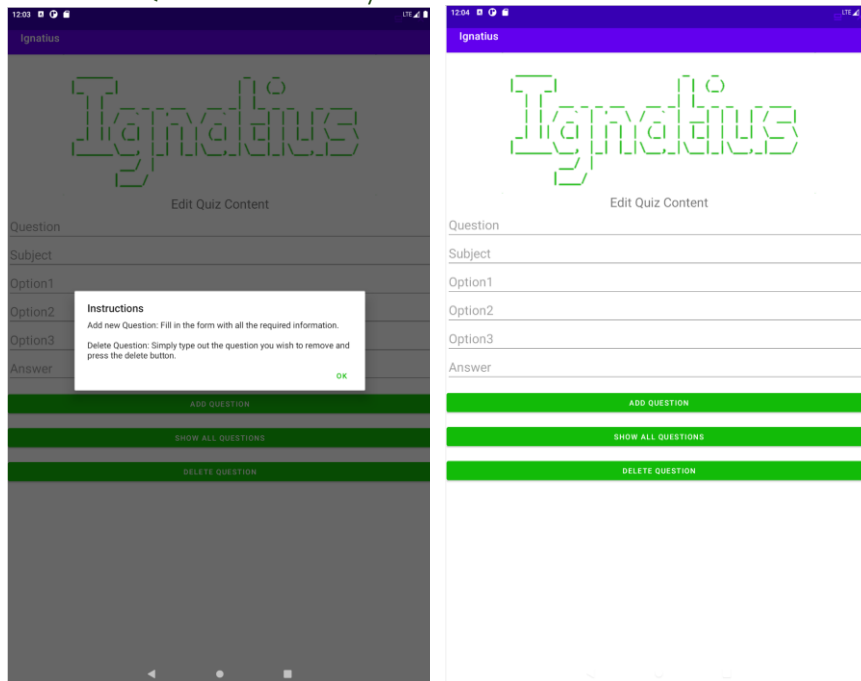 12:03
LTE
Ignatius
Ignatius
Edit Quiz Content
Question
Subject
Option1
Option2
Option3
Answer
Instructions
Add new Question: Fill in the form with all the required information.
Delete Question: Simply type out the question you wish to remove and
press the delete button.
OK
ADD QUESTION
SHOW ALL QUESTIONS
DELETE QUESTION
12:04
LTE
Ignatius
Ignatius
Edit Quiz Content
Question
Subject
Option1
Option2
Option3
Answer
ADD QUESTION
SHOW ALL QUESTIONS
DELETE QUESTION